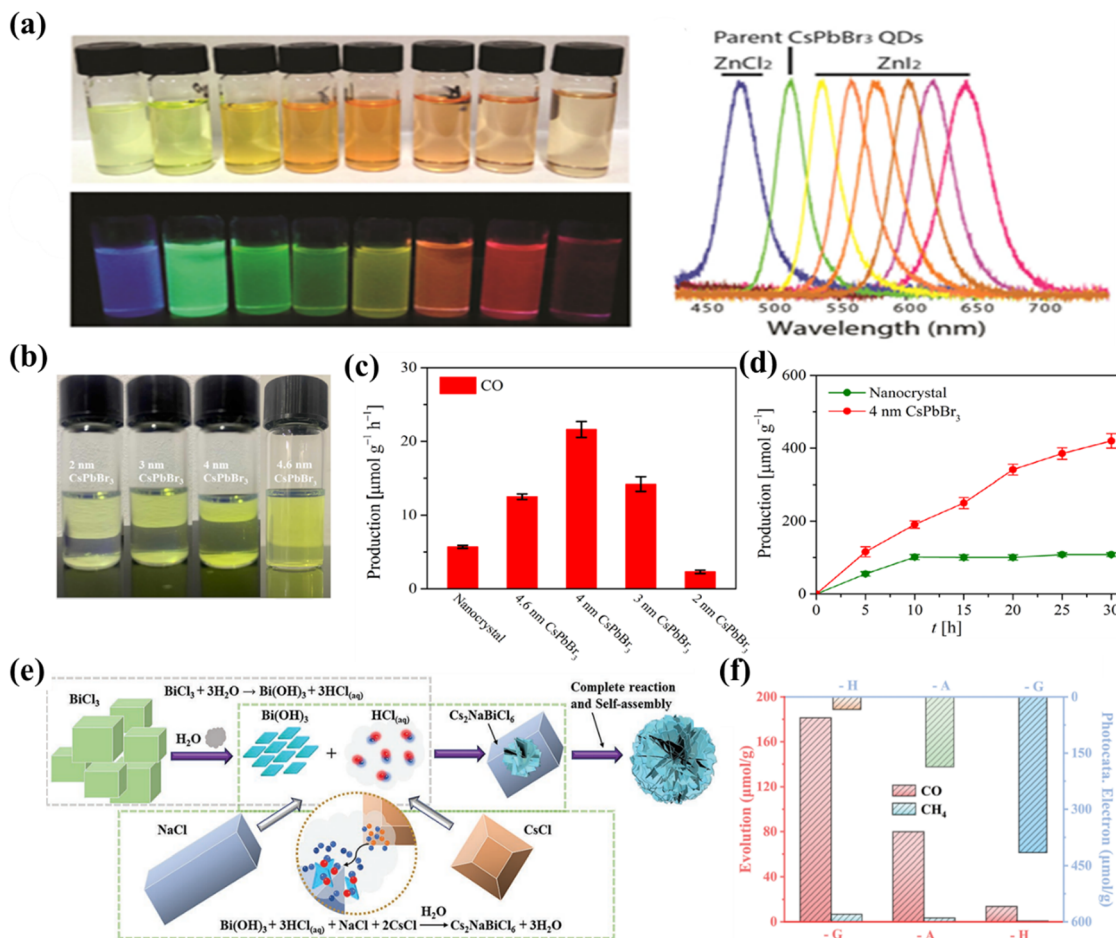 (a)
Parent CsPbBr₃ QDs
ZnCl₂
ZnI₂
450 500 550 600 650 700
Wavelength (nm)
(b)
2 nm
CsPbBr₃
3 nm
CsPbBr₃
4 nm
CsPbBr₃
4.6 nm
CsPbBr₃
(c)
CO
Production [μmol g⁻¹ h⁻¹]
30
20
10
0
Nanocrystal
4.6 nm CsPbBr₃
4 nm CsPbBr₃
3 nm CsPbBr₃
2 nm CsPbBr₃
(d)
Nanocrystal
4 nm CsPbBr₃
Production [μmol g⁻¹]
600
400
200
0
0 5 10 15 20 25 30
t [h]
(e)
BiCl₃
BiCl₃ + 3H₂O → Bi(OH)₃ + 3HCl(aq)
H₂O
Bi(OH)₃
+
HCl(aq)
Cs₂NaBiCl₆
Complete reaction
and Self-assembly
NaCl
CsCl
H₂O
Bi(OH)₃ + 3HCl(aq) + NaCl + 2CsCl → Cs₂NaBiCl₆ + 3H₂O
(f)
- H - A - G
Evolution (μmol/g)
200
160
120
80
40
0
CO
CH₄
Photocata. Electron (μmol/g)
0
150
300
450
600
- G - A - H